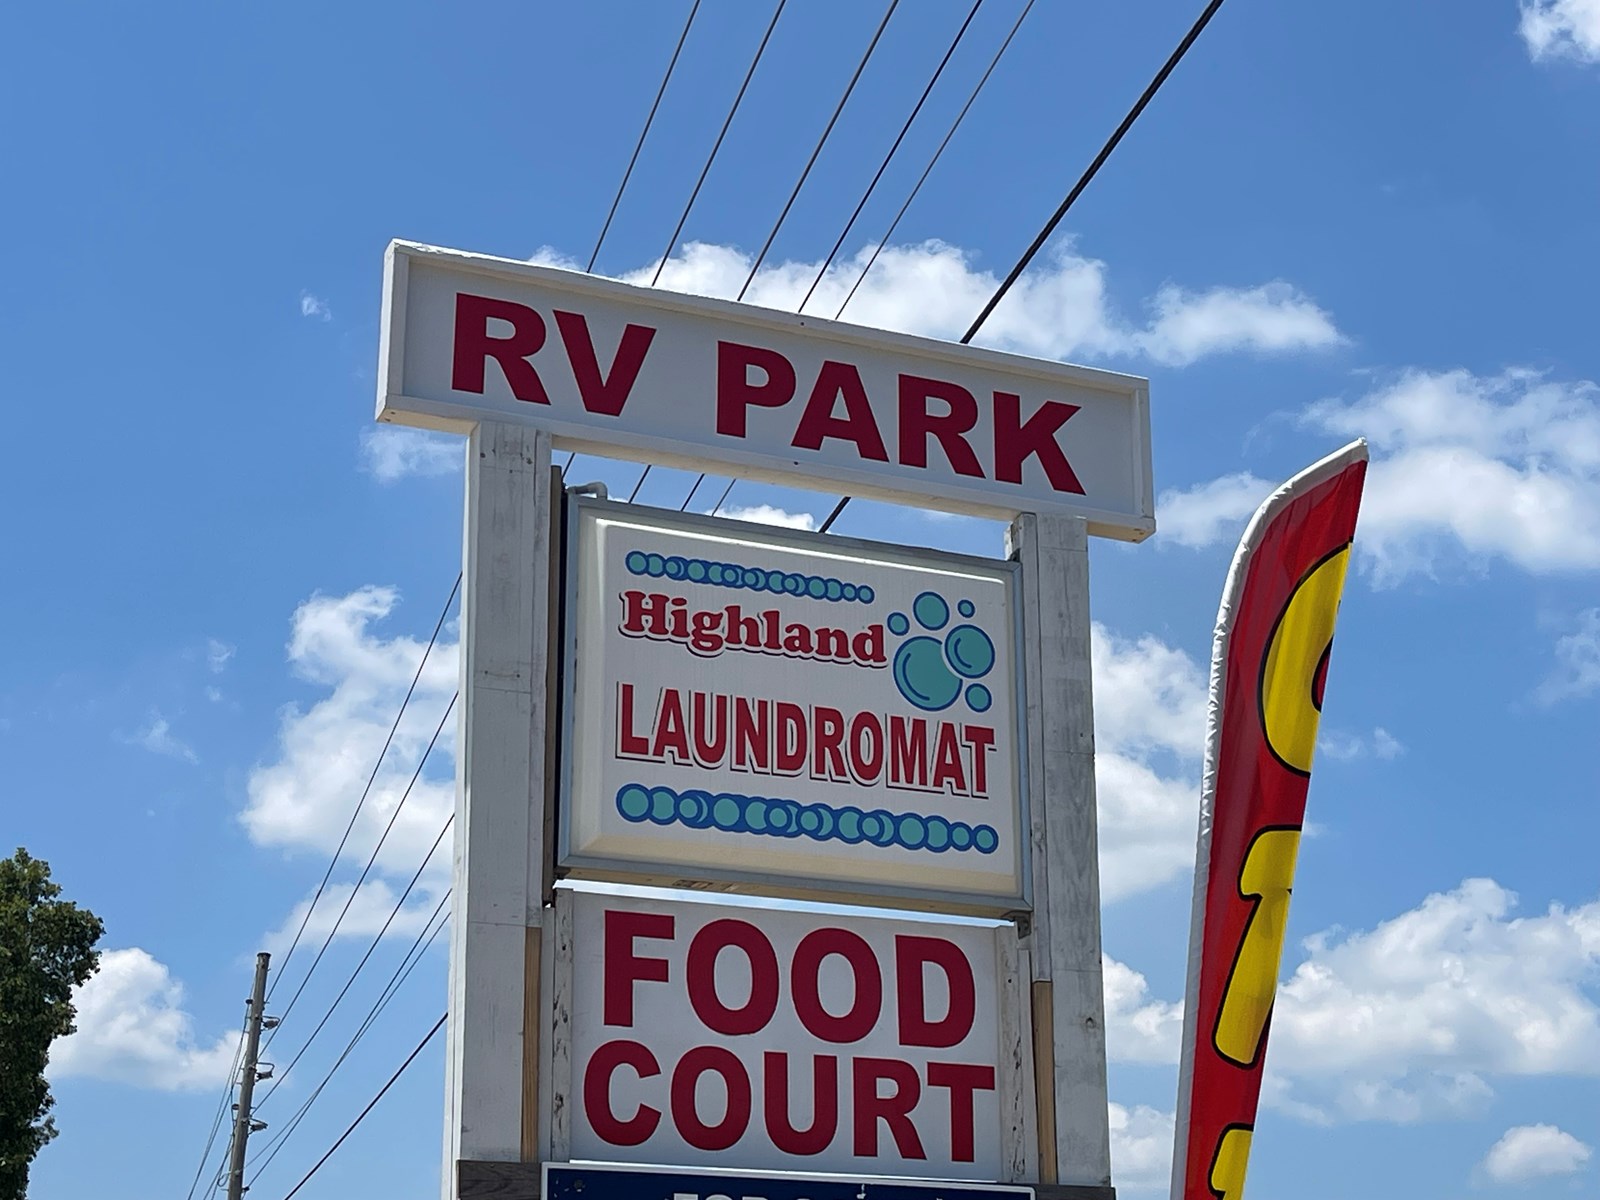 RV PARK
Highland
LAUNDROMAT
FOOD
COURT